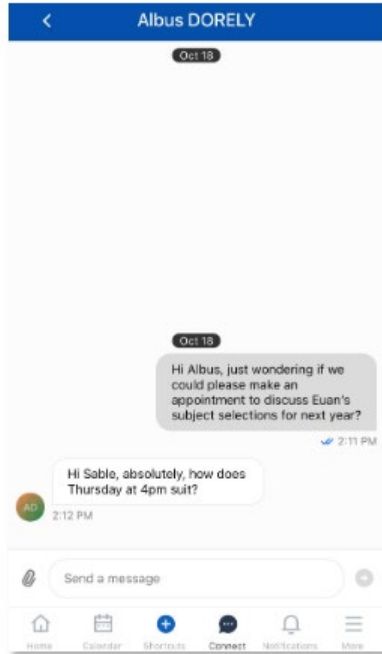 Albus DORELY
Oct 18
Oct 18
Hi Albus, just wondering if we
could please make an
appointment to discuss Euan's
subject selections for next year?
2:11 PM
Hi Sable, absolutely, how does
Thursday at 4pm suit?
AD
2:12 PM
Send a message
Home Calendar Shortcuts Connect Notifications More